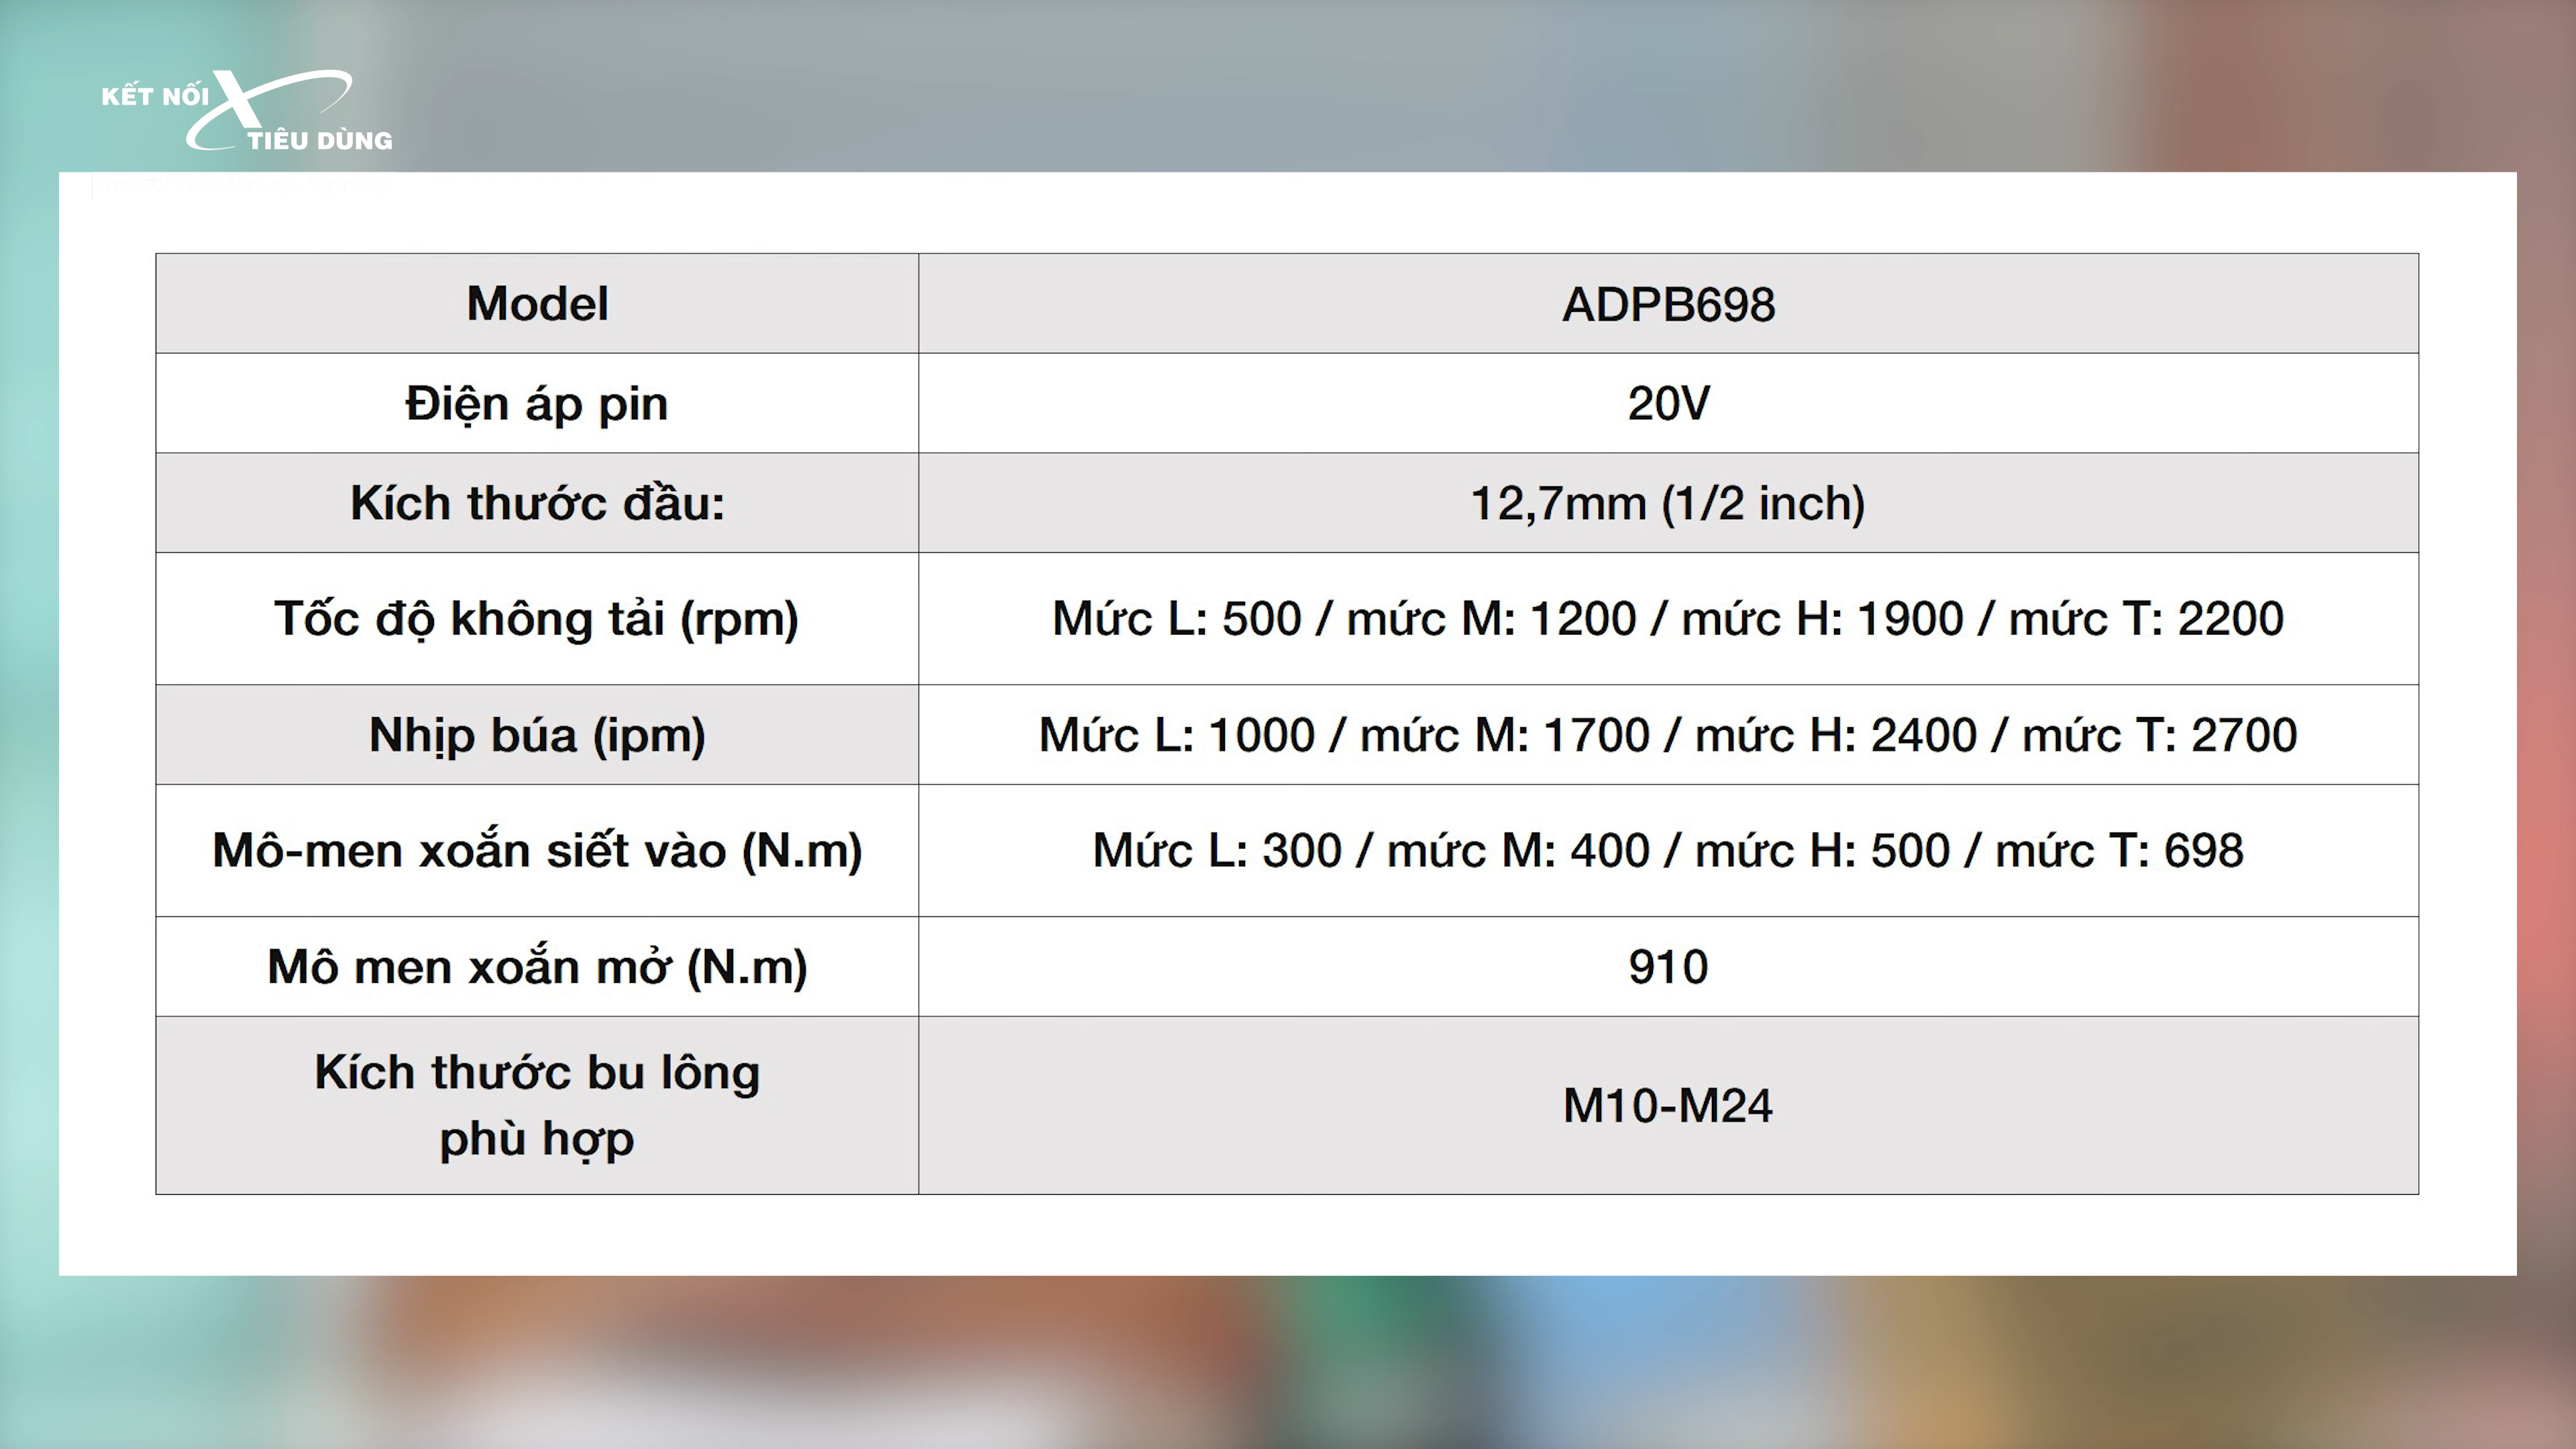 KẾT NỐI X
TIÊU DÙNG
Model ADPB698
Điện áp pin 20V
Kích thước đầu: 12,7mm (1/2 inch)
Tốc độ không tải (rpm) Mức L: 500 / mức M: 1200 / mức H: 1900 / mức T: 2200
Nhịp búa (ipm) Mức L: 1000 / mức M: 1700 / mức H: 2400 / mức T: 2700
Mô-men xoắn siết vào (N.m) Mức L: 300 / mức M: 400 / mức H: 500 / mức T: 698
Mô men xoắn mở (N.m) 910
Kích thước bu lông
phù hợp M10-M24